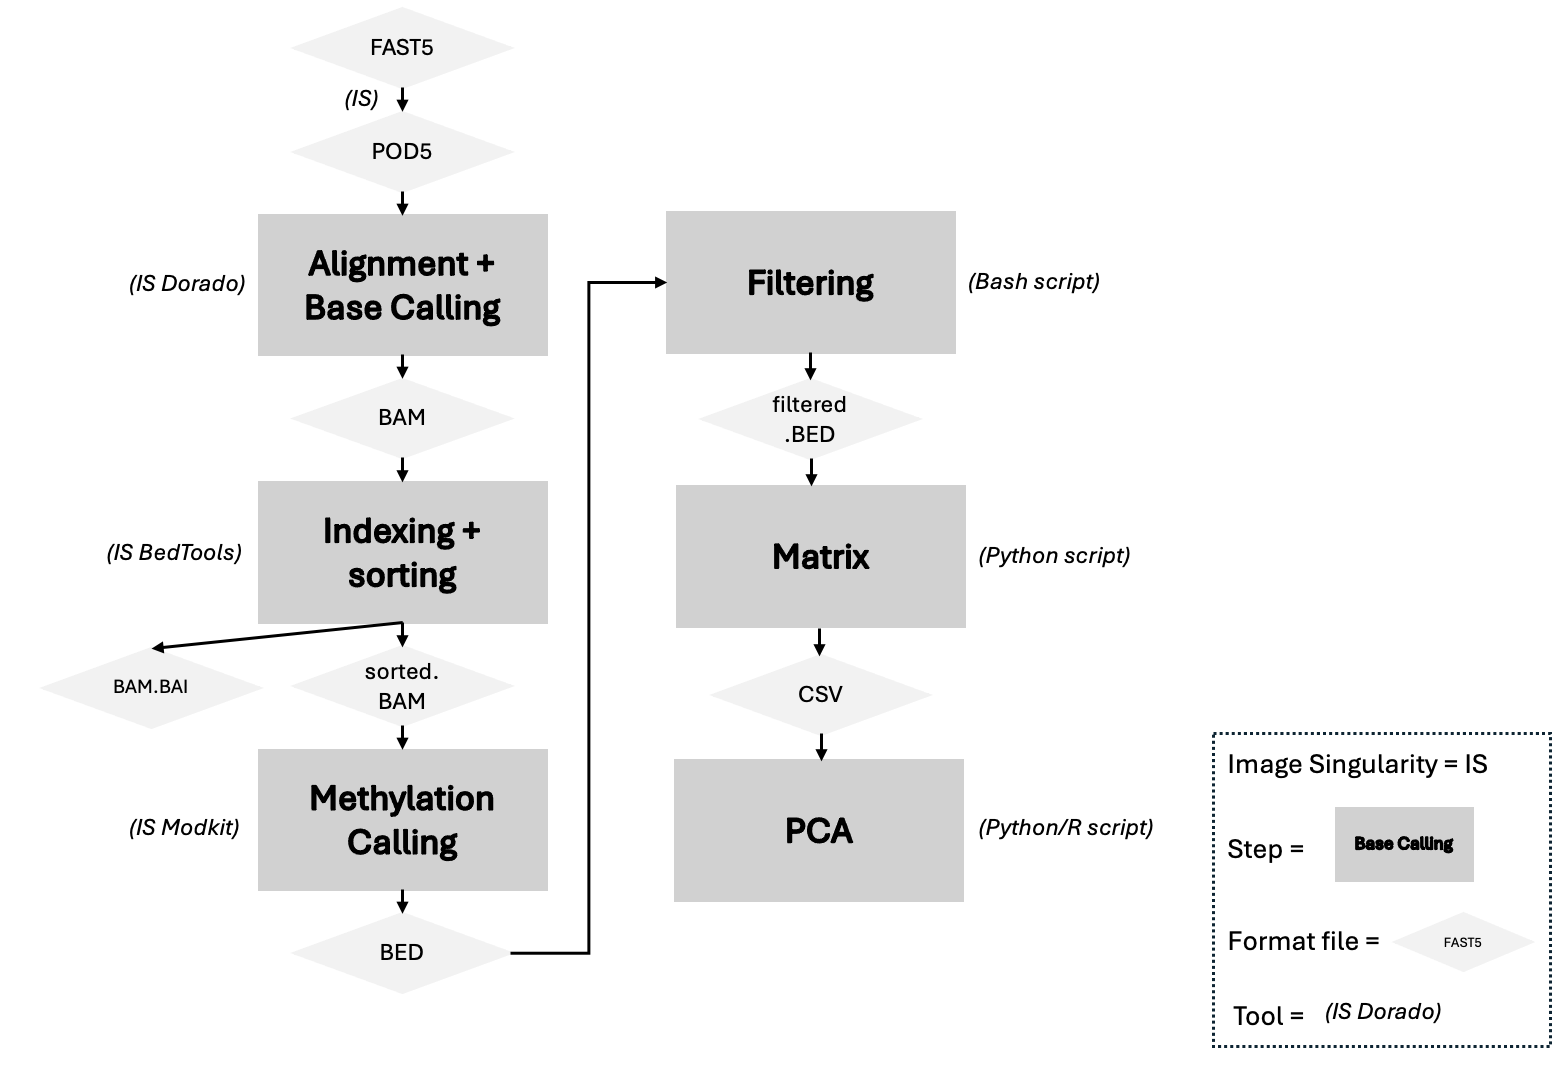 FAST5
(IS)
POD5
(IS Dorado)
Alignment +
Base Calling
BAM
(IS BedTools)
Indexing +
sorting
BAM.BAI
sorted.
BAM
(IS Modkit)
Methylation
Calling
BED
Filtering
(Bash script)
filtered
.BED
Matrix
(Python script)
CSV
PCA
(Python/R script)
Image Singularity = IS
Step =
Base Calling
Format file =
FAST5
Tool =
(IS Dorado)